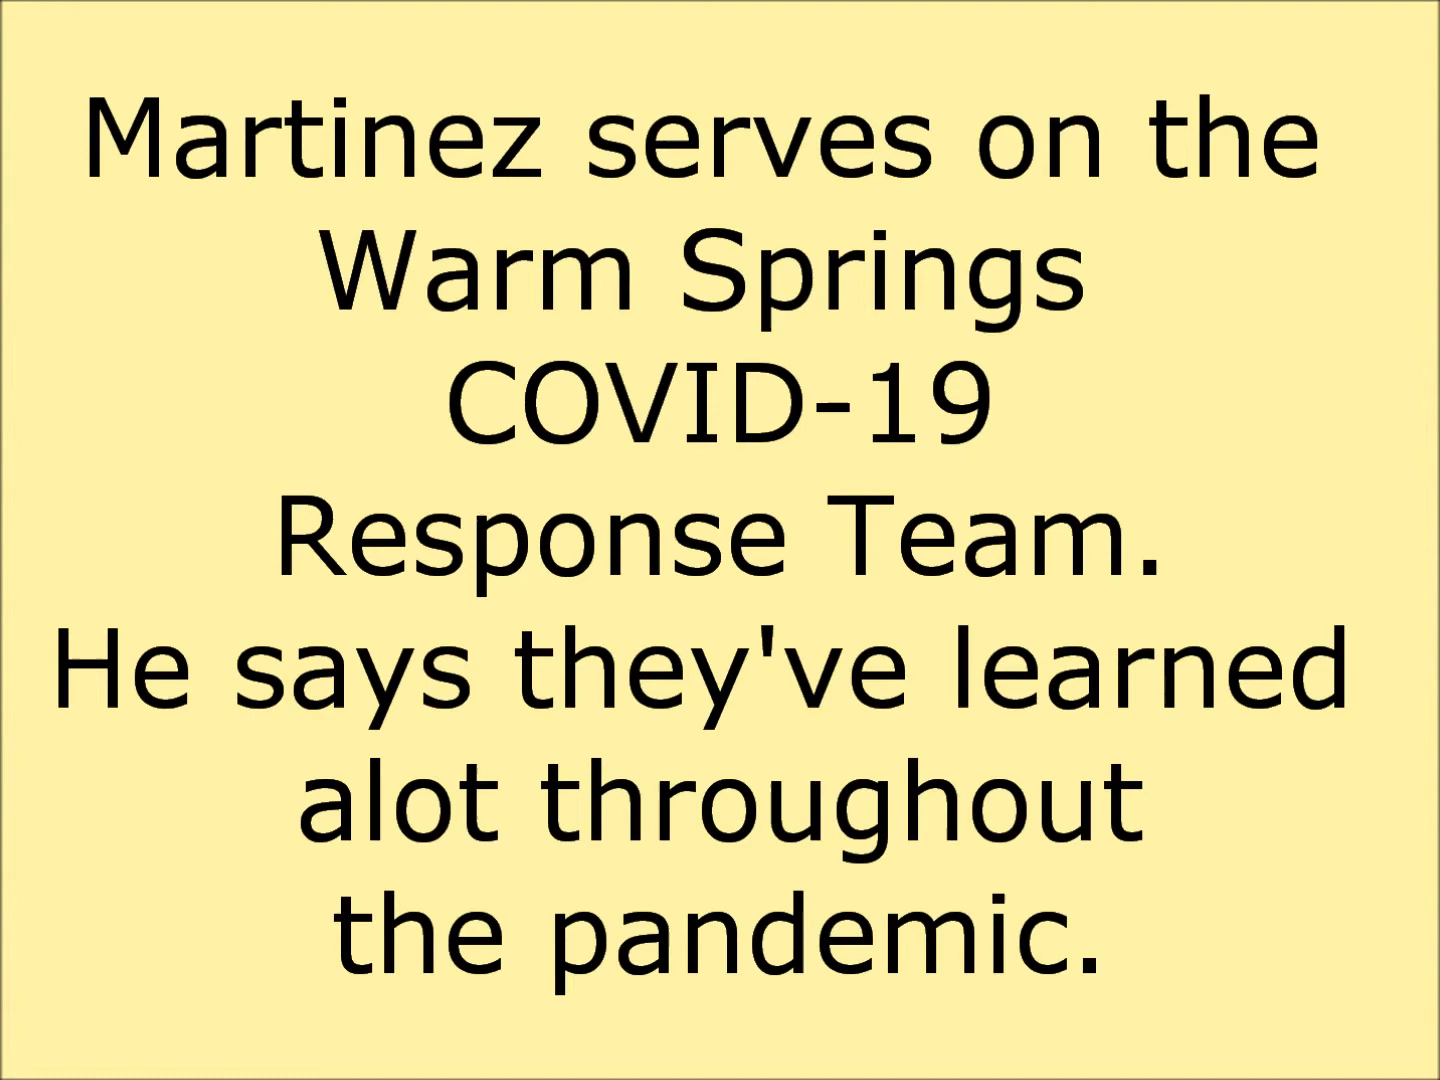 Martinez serves on the
Warm Springs
COVID-19
Response Team.
He says they've learned
alot throughout
the pandemic.